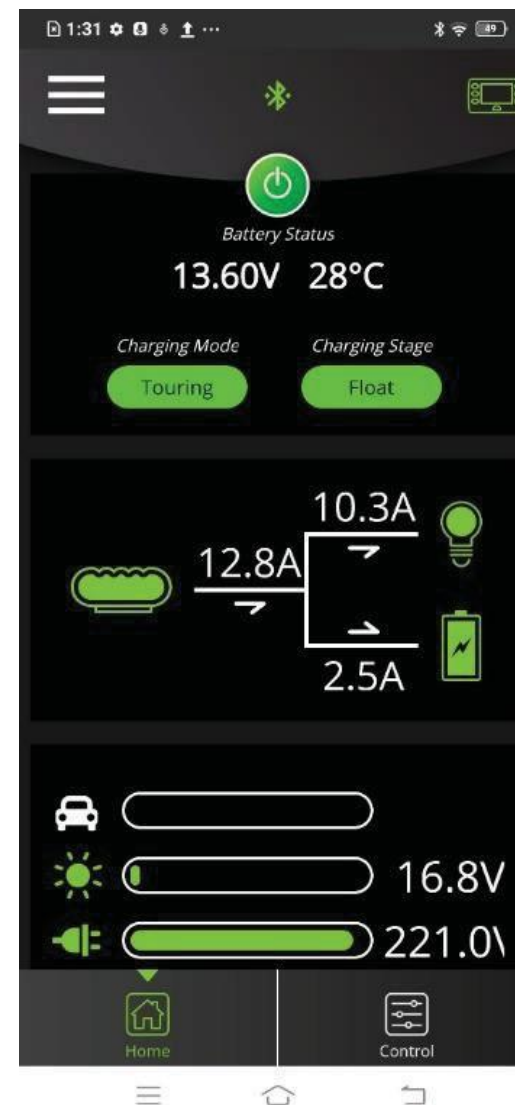 1:31
49
Battery Status
13.60V 28°C
Charging Mode Charging Stage
Touring Float
10.3A
12.8A
2.5A
16.8V
221.0
Home Control